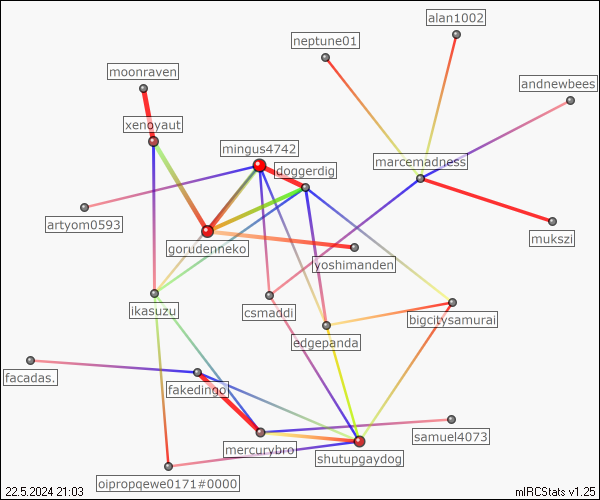 alan1002
neptune01
moonraven
andnewbees
xenoyaut
mingus4742
marcemadness
doggerdig
artyom0593
mukszi
gorudenneko
yoshimanden
ikasuzu
csmaddi
bigcitysamurai
edgepanda
facadas.
fakedingo
samuel4073
mercurybro
shutupgaydog
oipropqewe0171#0000
22.5.2024 21:03
mIRCStats v1.25